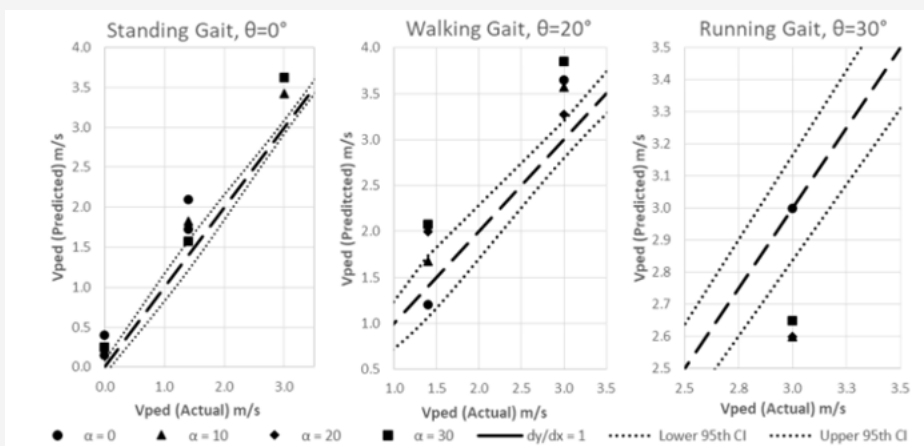 Standing Gait, θ=0°
Vped (Predicted) m/s
4.0
3.5
3.0
2.5
2.0
1.5
1.0
0.5
0.0
0.0 1.0 2.0 3.0
Vped (Actual) m/s
Walking Gait, θ=20°
Vped (Preditcted) m/s
4.0
3.5
3.0
2.5
2.0
1.5
1.0
0.5
1.0 1.5 2.0 2.5 3.0 3.5
Vped (Actual) m/s
Running Gait, θ=30°
Vped (Predicted) m/s
3.5
3.4
3.3
3.2
3.1
3.0
2.9
2.8
2.7
2.6
2.5
2.5 2.8 3.0 3.3 3.5
Vped (Actual) m/s
α = 0 α = 10 α = 20 α = 30 dy/dx = 1 Lower 95th CI Upper 95th CI